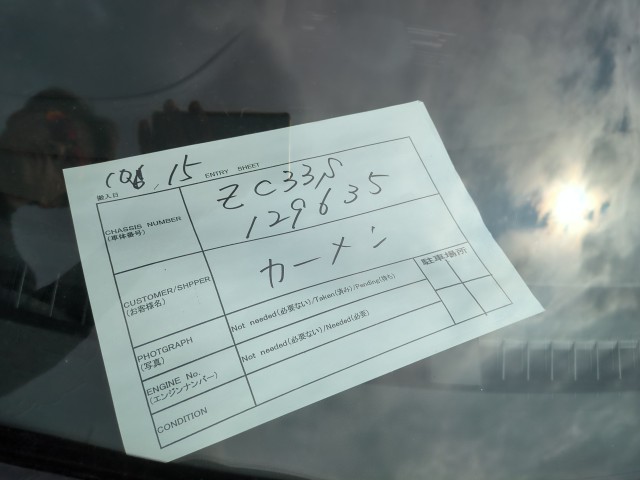 15
搬入日
ENTRY SHEET
CHASSIS NUMBER
(車体番号)
ZC33S
129635
CUSTOMER/SHPPER
(お客様名)
カーメン
PHOTGRAPH
(写真)
Not needed(必要ない)/Taken(済み)/Pending(待ち)
駐車場所
ENGINE No.
(エンジンナンバー)
Not needed(必要ない)/Needed(必要)
CONDITION